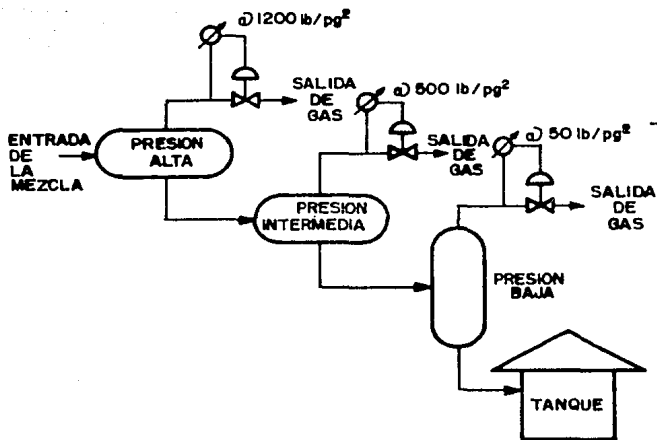 a) 1200 lb/pg²
SALIDA
DE
GAS
a) 500 lb/pg²
SALIDA
DE
GAS
a) 50 lb/pg²
SALIDA
DE
GAS
ENTRADA
DE
LA
MEZCLA
PRESION
ALTA
PRESION
INTERMEDIA
PRESION
BAJA
TANQUE